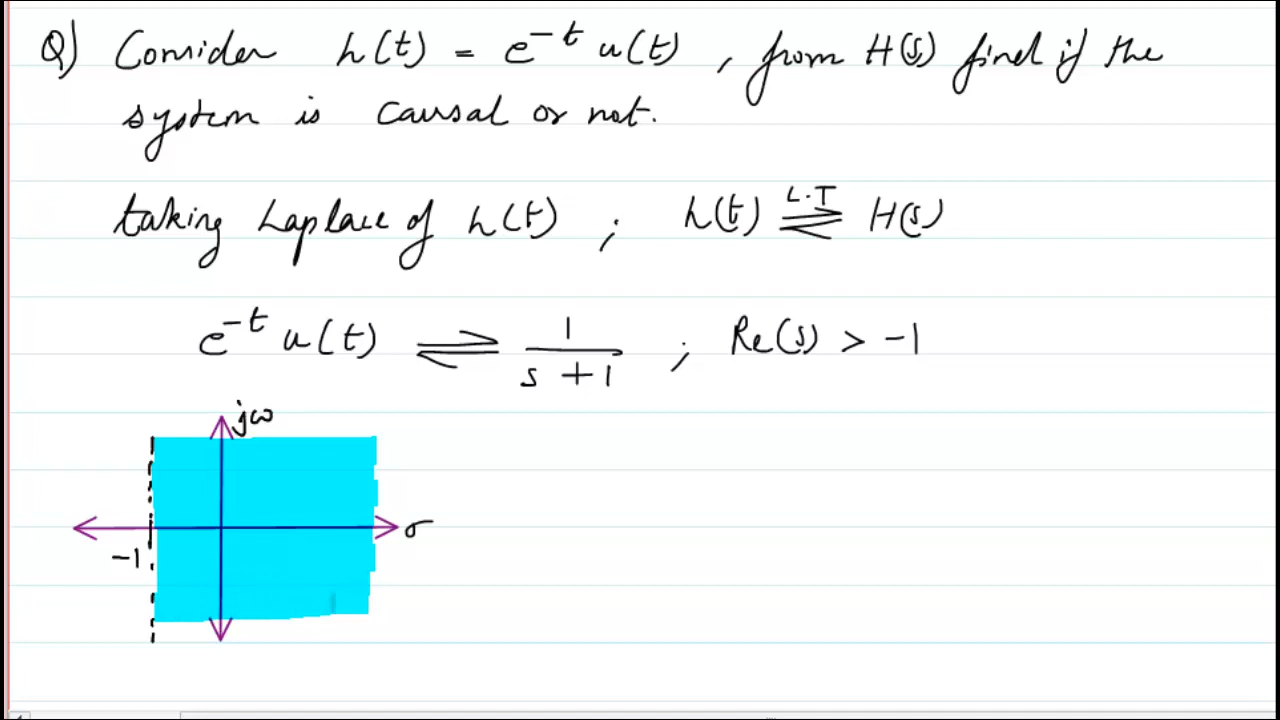 Q) Consider h(t) = e^-t u(t) , from H(s) find if the
system is causal or not.
taking Laplace of h(t) ; h(t) L.T ⇌ H(s)
e^-t u(t) ⇌ 1/(s+1) ; Re(s) > -1
jω
σ
-1